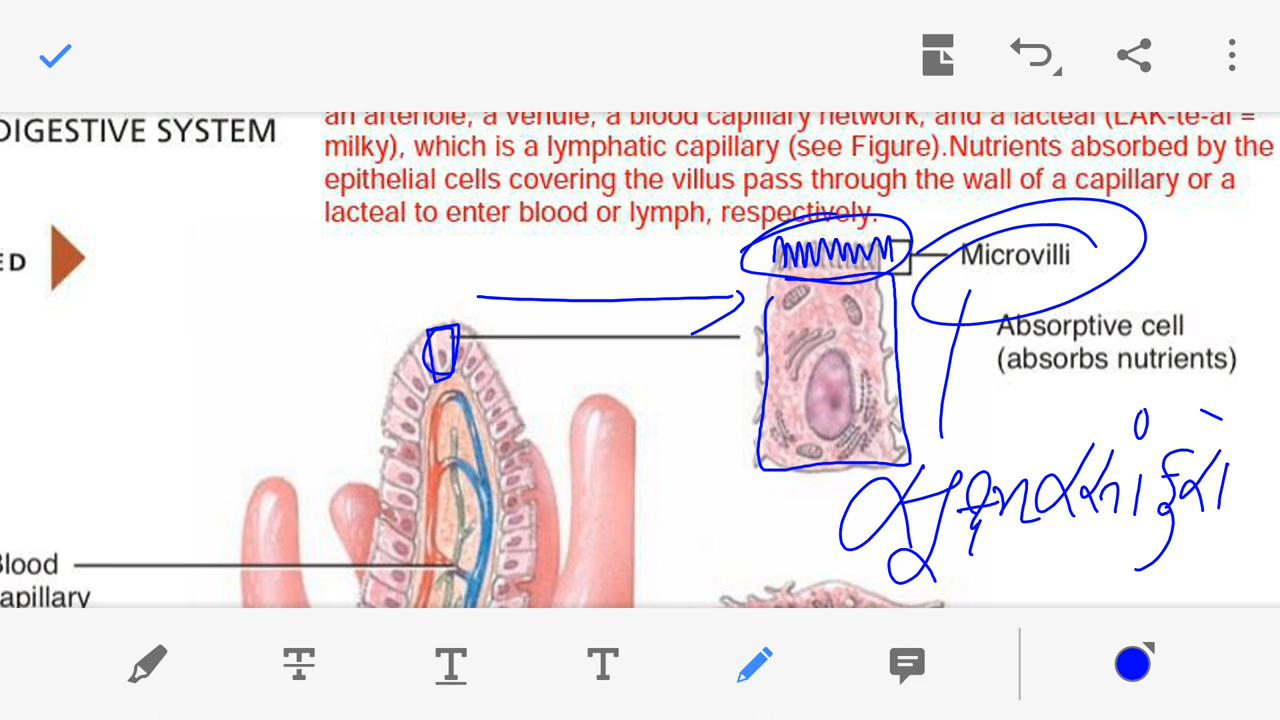 DIGESTIVE SYSTEM
an arteriole, a venule, a blood capillary network, and a lacteal (LAK-tē-al =
milky), which is a lymphatic capillary (see Figure).Nutrients absorbed by the
epithelial cells covering the villus pass through the wall of a capillary or a
lacteal to enter blood or lymph, respectively.
ED
Microvilli
Absorptive cell
(absorbs nutrients)
Blood
capillary